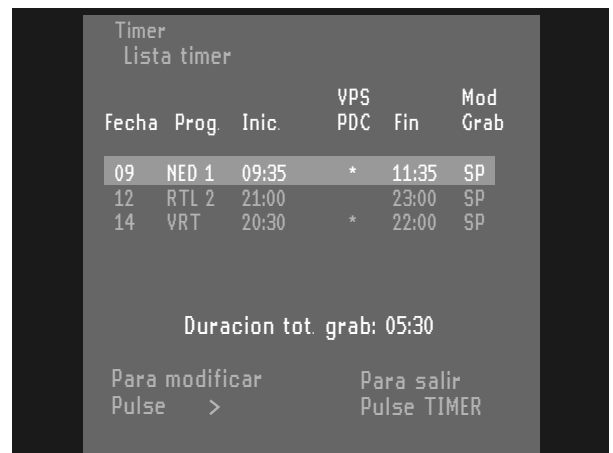 Timer
Lista timer
VPS Mod
Fecha Prog. Inic. PDC Fin Grab
09 NED 1 09:35 * 11:35 SP
12 RTL 2 21:00 23:00 SP
14 VRT 20:30 * 22:00 SP
Duracion tot. grab: 05:30
Para modificar Para salir
Pulse > Pulse TIMER